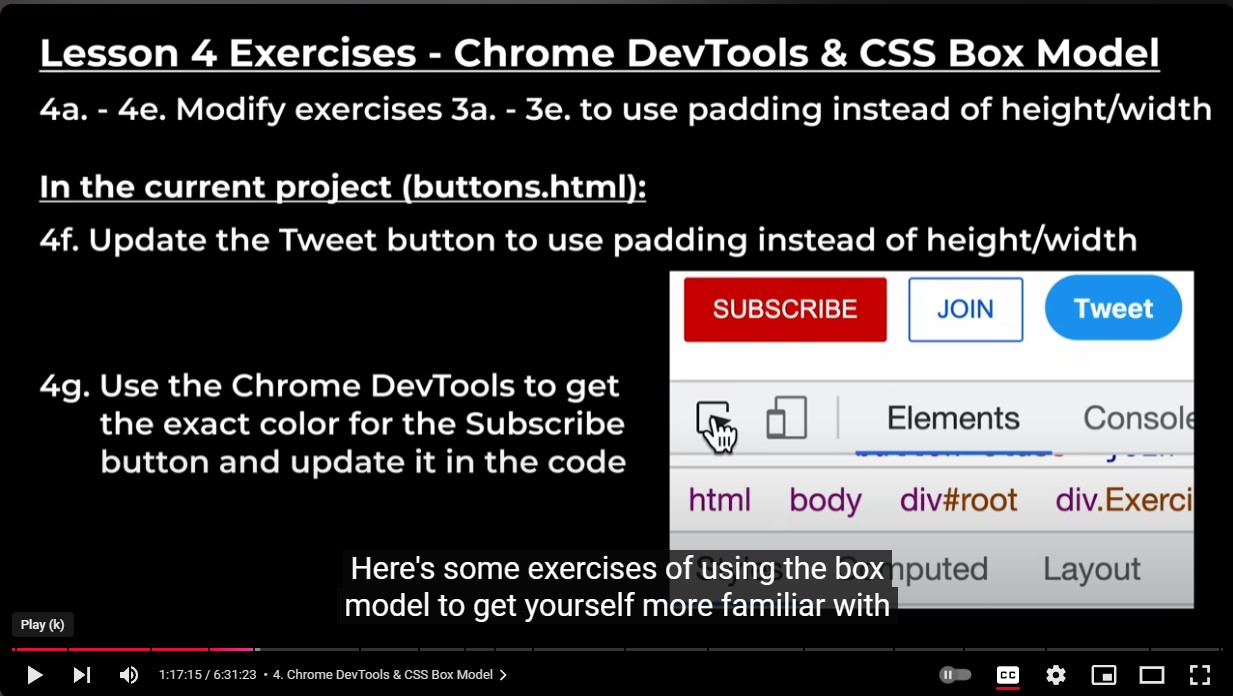 Lesson 4 Exercises - Chrome DevTools & CSS Box Model
4a. - 4e. Modify exercises 3a. - 3e. to use padding instead of height/width
In the current project (buttons.html):
4f. Update the Tweet button to use padding instead of height/width
SUBSCRIBE JOIN Tweet
4g. Use the Chrome DevTools to get
the exact color for the Subscribe
button and update it in the code
Elements Console
html body div#root div.Exerci
Styles Computed Layout
Here's some exercises of using the box
model to get yourself more familiar with
Play (k)
1:17:15 / 6:31:23 • 4. Chrome DevTools & CSS Box Model
CC